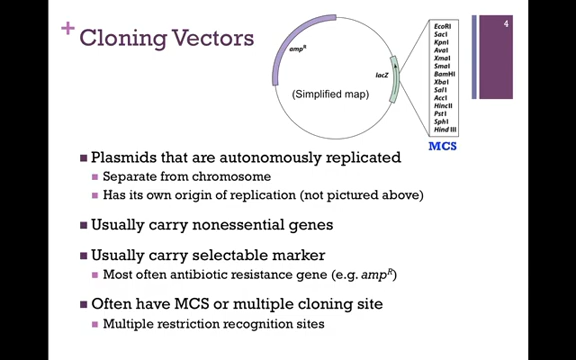 4
+ Cloning Vectors
ampR
lacZ
(Simplified map)
EcoRI
SacI
KpnI
AvaI
XmaI
SmaI
BamHI
XbaI
SalI
AccI
HincII
PstI
SphI
Hind III
MCS
Plasmids that are autonomously replicated
Separate from chromosome
Has its own origin of replication (not pictured above)
Usually carry nonessential genes
Usually carry selectable marker
Most often antibiotic resistance gene (e.g. ampR)
Often have MCS or multiple cloning site
Multiple restriction recognition sites